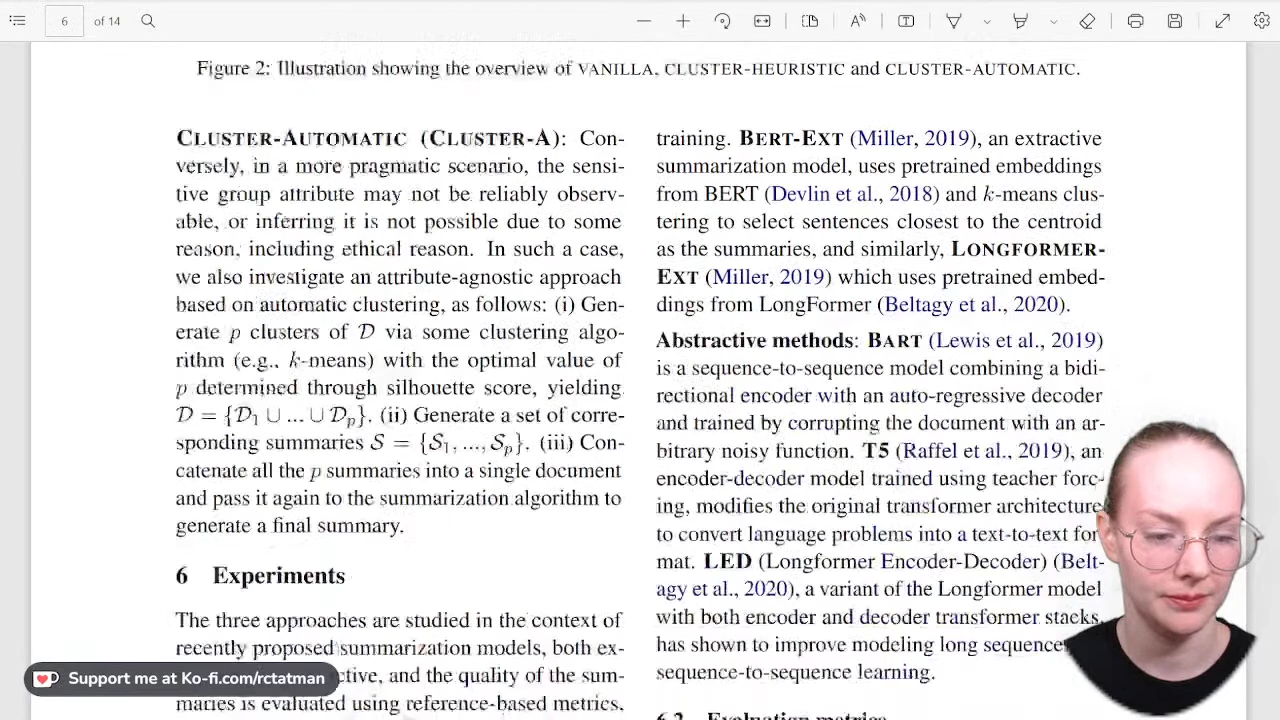 6 of 14
Figure 2: Illustration showing the overview of VANILLA, CLUSTER-HEURISTIC and CLUSTER-AUTOMATIC.
CLUSTER-AUTOMATIC (CLUSTER-A): Con-
versely, in a more pragmatic scenario, the sensi-
tive group attribute may not be reliably observ-
able, or inferring it is not possible due to some
reason, including ethical reason. In such a case,
we also investigate an attribute-agnostic approach
based on automatic clustering, as follows: (i) Gen-
erate p clusters of D via some clustering algo-
rithm (e.g., k-means) with the optimal value of
p determined through silhouette score, yielding
D = {D₁ ∪ ... ∪ Dₚ}. (ii) Generate a set of corre-
sponding summaries S = {S₁, ..., Sₚ}. (iii) Con-
catenate all the p summaries into a single document
and pass it again to the summarization algorithm to
generate a final summary.
6 Experiments
The three approaches are studied in the context of
recently proposed summarization models, both ex-
ctive, and the quality of the sum-
maries is evaluated using reference-based metrics,
training. BERT-EXT (Miller, 2019), an extractive
summarization model, uses pretrained embeddings
from BERT (Devlin et al., 2018) and k-means clus-
tering to select sentences closest to the centroid
as the summaries, and similarly, LONGFORMER-
EXT (Miller, 2019) which uses pretrained embed-
dings from LongFormer (Beltagy et al., 2020).
Abstractive methods: BART (Lewis et al., 2019)
is a sequence-to-sequence model combining a bidi-
rectional encoder with an auto-regressive decoder
and trained by corrupting the document with an ar-
bitrary noisy function. T5 (Raffel et al., 2019), an
encoder-decoder model trained using teacher forc-
ing, modifies the original transformer architecture
to convert language problems into a text-to-text for-
mat. LED (Longformer Encoder-Decoder) (Belt-
agy et al., 2020), a variant of the Longformer model
with both encoder and decoder transformer stacks,
has shown to improve modeling long sequence
sequence-to-sequence learning.
6.2 Evaluation metrics
Support me at Ko-fi.com/rctatman